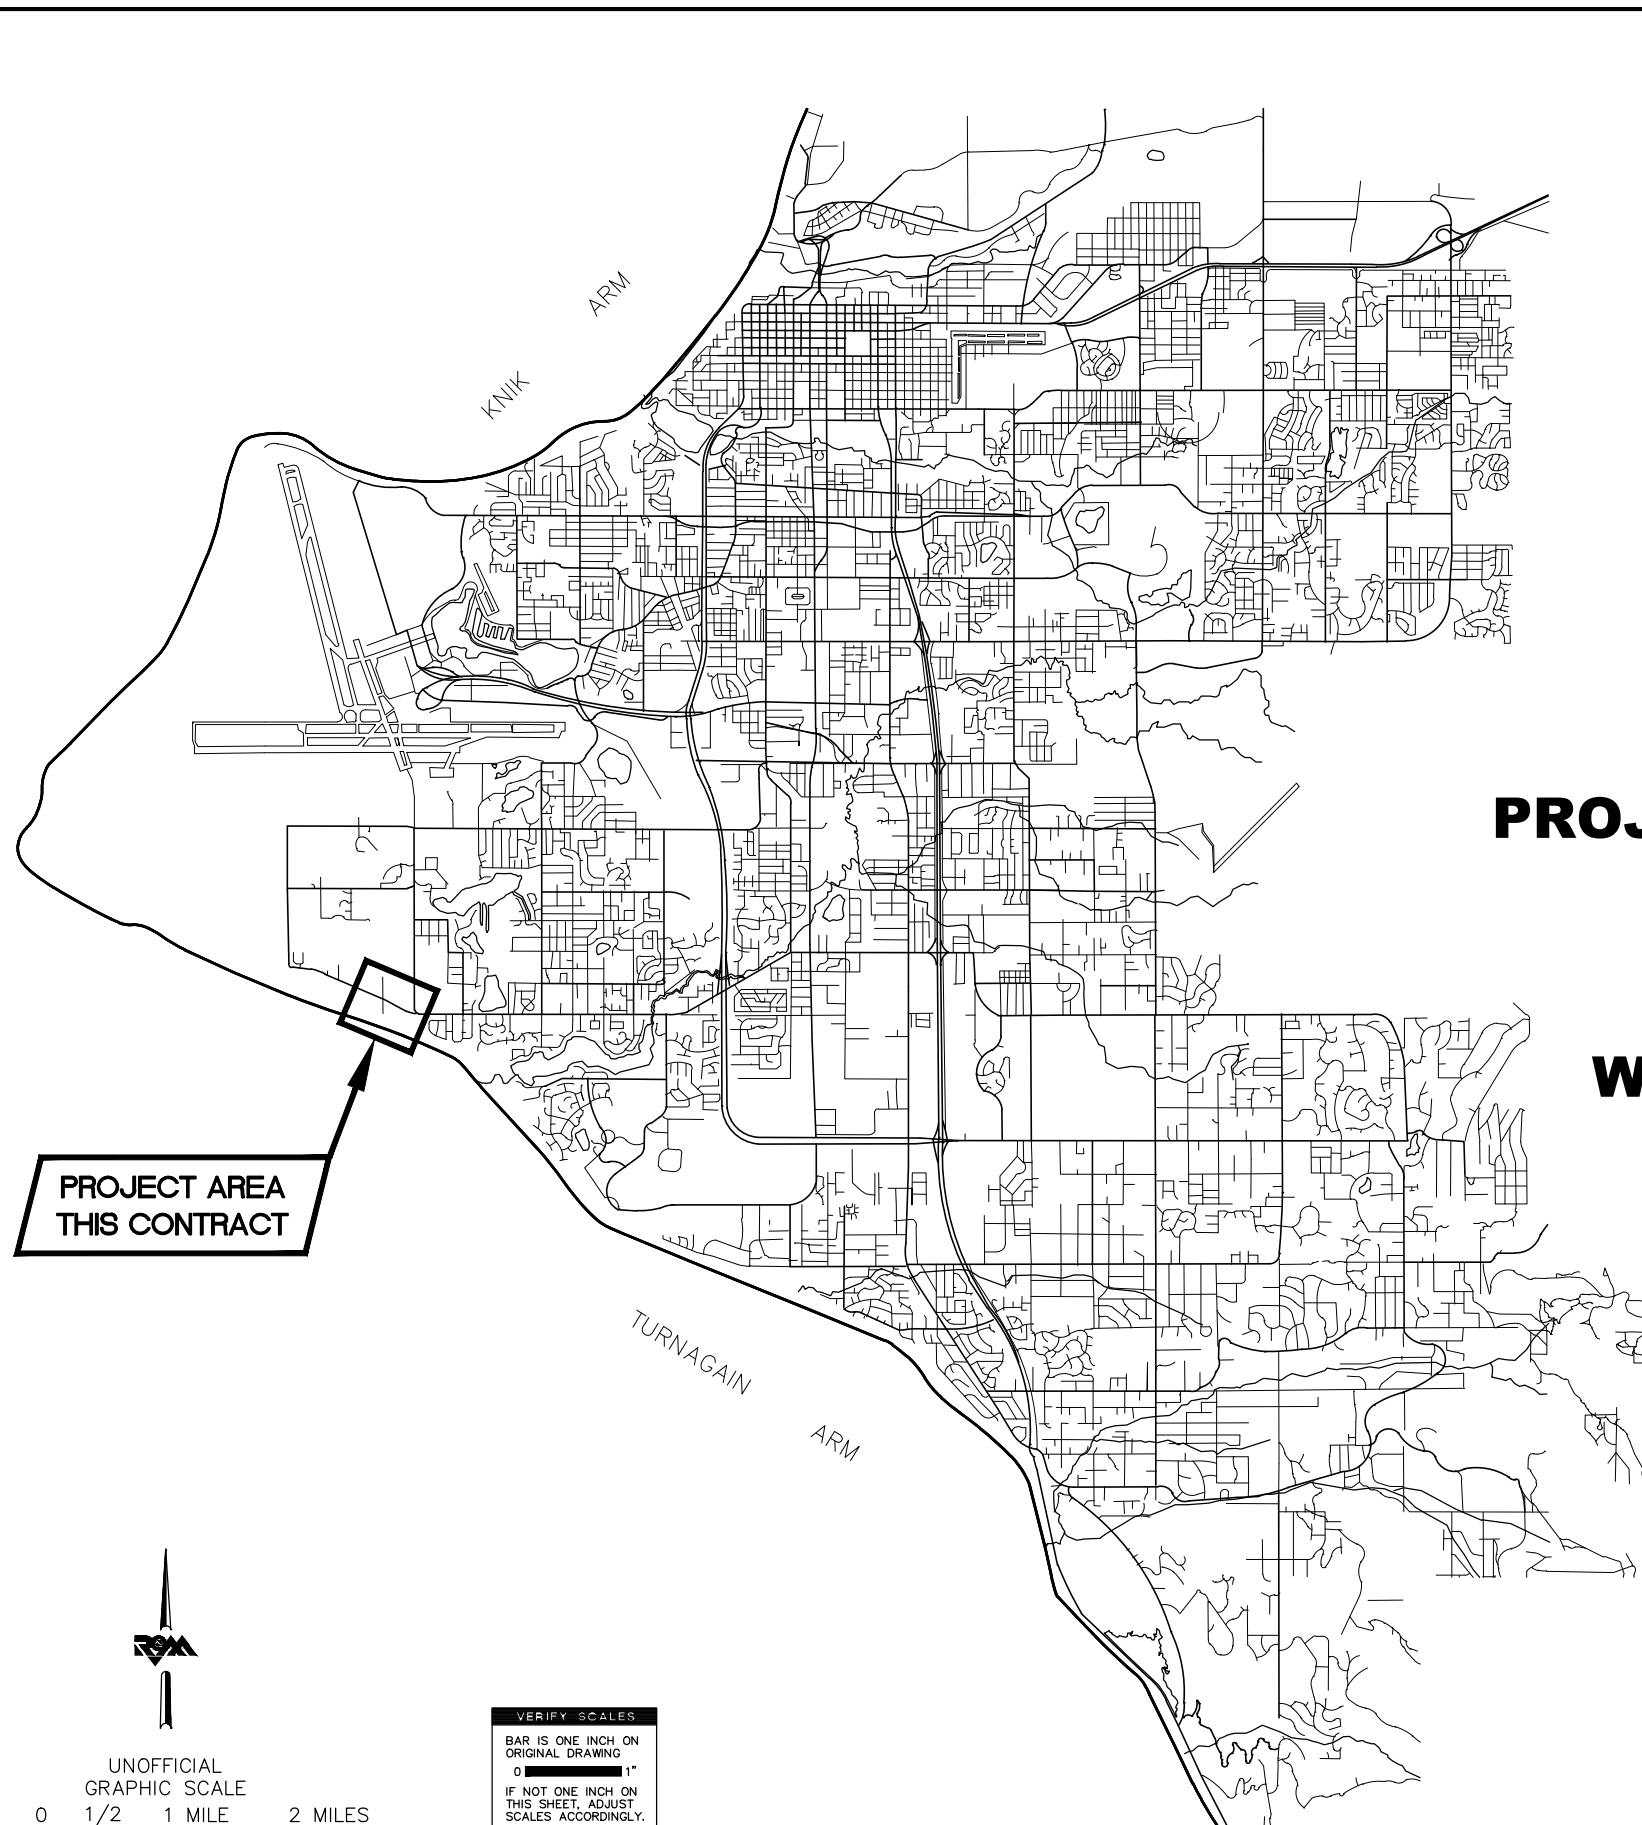 KNIK
ARM
PROJ
W
PROJECT AREA
THIS CONTRACT
TURNAGAIN
ARM
R&M
UNOFFICIAL
GRAPHIC SCALE
0 1/2 1 MILE 2 MILES
VERIFY SCALES
BAR IS ONE INCH ON
ORIGINAL DRAWING
0 1"
IF NOT ONE INCH ON
THIS SHEET, ADJUST
SCALES ACCORDINGLY.